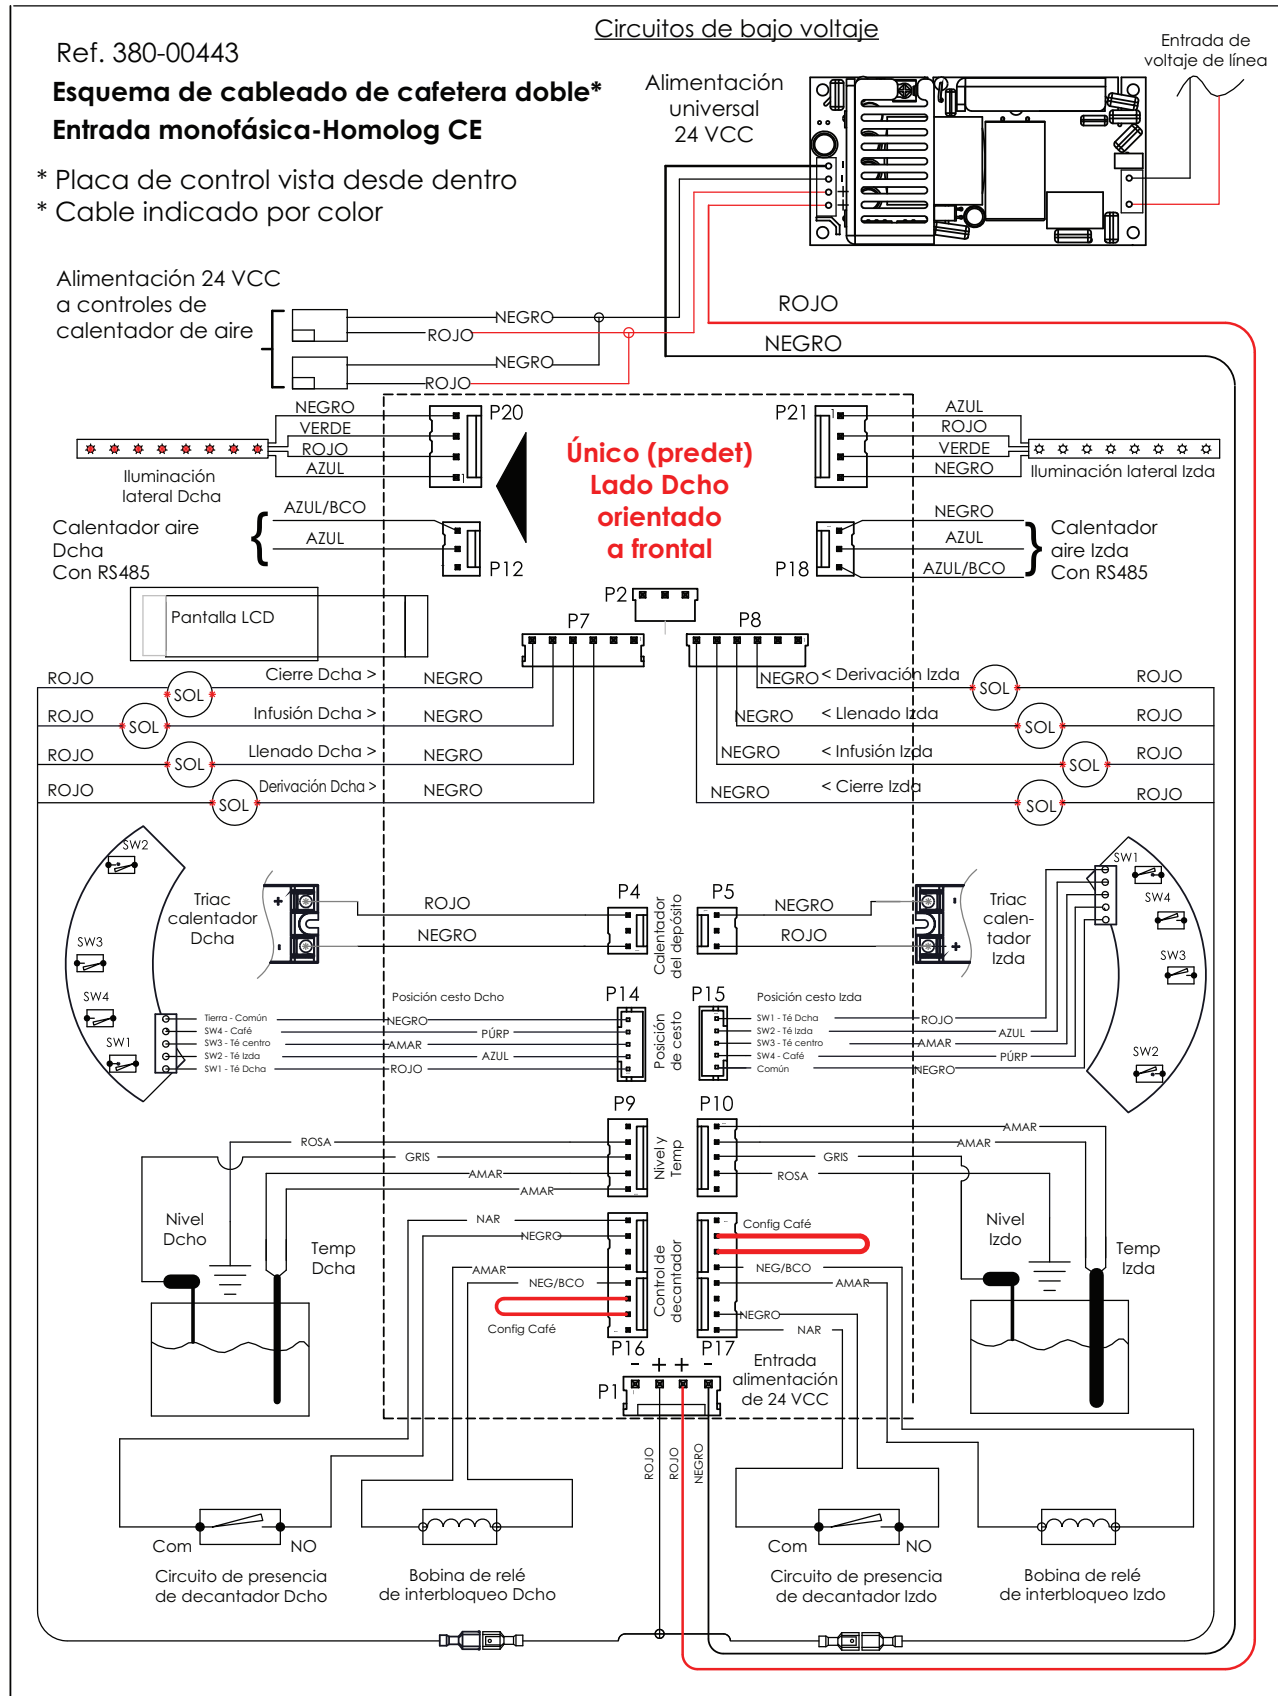 Circuitos de bajo voltaje
Ref. 380-00443
Esquema de cableado de cafetera doble*
Entrada monofásica-Homolog CE
* Placa de control vista desde dentro
* Cable indicado por color
Alimentación
universal
24 VCC
Entrada de
voltaje de línea
Alimentación 24 VCC
a controles de
calentador de aire
NEGRO
ROJO
NEGRO
ROJO
ROJO
NEGRO
NEGRO
VERDE
ROJO
AZUL
P20
1
Iluminación
lateral Dcha
P21
1
AZUL
ROJO
VERDE
NEGRO
Iluminación lateral Izda
Único (predet)
Lado Dcho
orientado
a frontal
Calentador aire
Dcha
Con RS485
AZUL/BCO
AZUL
P12
P18
NEGRO
AZUL
AZUL/BCO
Calentador
aire Izda
Con RS485
Pantalla LCD
P2
P7
P8
ROJO
SOL
Cierre Dcha >
NEGRO
ROJO
SOL
Infusión Dcha >
NEGRO
ROJO
SOL
Llenado Dcha >
NEGRO
ROJO
SOL
Derivación Dcha >
NEGRO
NEGRO
< Derivación Izda
SOL
ROJO
NEGRO
< Llenado Izda
SOL
ROJO
NEGRO
< Infusión Izda
SOL
ROJO
NEGRO
< Cierre Izda
SOL
ROJO
SW2
SW3
SW4
SW1
Triac
calentador
Dcha
+
-
ROJO
NEGRO
P4
Calentador
del depósito
P5
NEGRO
ROJO
-
+
Triac
calen-
tador
Izda
SW1
SW4
SW3
SW2
Posición cesto Dcho
Tierra - Común
NEGRO
SW4 - Café
PÚRP
SW3 - Té centro
AMAR
SW2 - Té Izda
AZUL
SW1 - Té Dcha
ROJO
P14
Posición
de cesto
P15
Posición cesto Izda
SW1 - Té Dcha
ROJO
SW2 - Té Izda
AZUL
SW3 - Té centro
AMAR
SW4 - Café
PÚRP
Común
NEGRO
P9
Nivel y
Temp
P10
ROSA
GRIS
AMAR
AMAR
AMAR
AMAR
GRIS
ROSA
Nivel
Dcho
Temp
Dcha
Nivel
Izdo
Temp
Izda
NAR
NEGRO
AMAR
NEG/BCO
Config Café
P16
Control de
decantador
P17
Config Café
NEG/BCO
AMAR
NEGRO
NAR
- + + -
P1
Entrada
alimentación
de 24 VCC
ROJO
ROJO
NEGRO
Com
NO
Circuito de presencia
de decantador Dcho
Bobina de relé
de interbloqueo Dcho
Com
NO
Circuito de presencia
de decantador Izdo
Bobina de relé
de interbloqueo Izdo